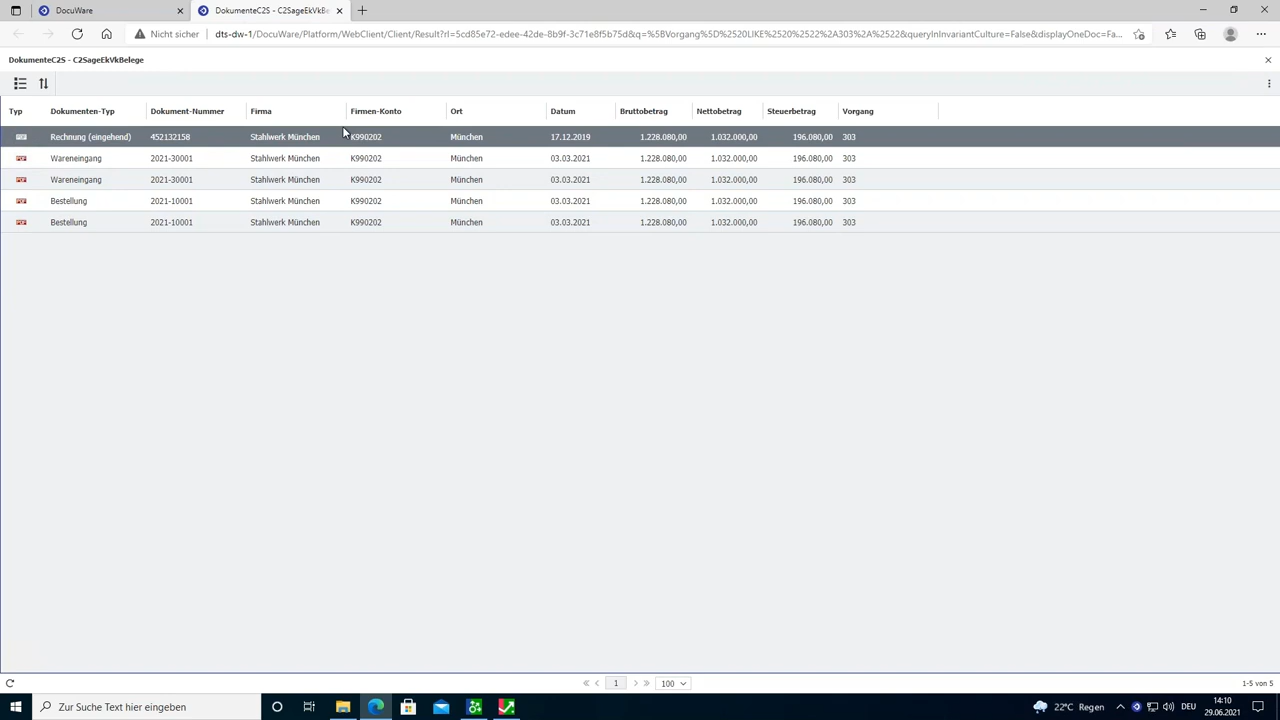 DocuWare
DokumenteC2S - C2SageEkVkBe
Nicht sicher
dts-dw-1/DocuWare/Platform/WebClient/Client/Result?rl=5cd85e72-edee-42de-8b9f-3c71e8f5b75d&q=%5BVorgang%5D%2520LIKE%2520%2522%2A303%2A%2522&queryInInvariantCulture=False&displayOneDoc=Fa...
DokumenteC2S - C2SageEkVkBelege
Typ Dokumenten-Typ Dokument-Nummer Firma Firmen-Konto Ort Datum Bruttobetrag Nettobetrag Steuerbetrag Vorgang
Rechnung (eingehend) 452132158 Stahlwerk München K990202 München 17.12.2019 1.228.080,00 1.032.000,00 196.080,00 303
PDF Wareneingang 2021-30001 Stahlwerk München K990202 München 03.03.2021 1.228.080,00 1.032.000,00 196.080,00 303
PDF Wareneingang 2021-30001 Stahlwerk München K990202 München 03.03.2021 1.228.080,00 1.032.000,00 196.080,00 303
PDF Bestellung 2021-10001 Stahlwerk München K990202 München 03.03.2021 1.228.080,00 1.032.000,00 196.080,00 303
PDF Bestellung 2021-10001 Stahlwerk München K990202 München 03.03.2021 1.228.080,00 1.032.000,00 196.080,00 303
1 100 1-5 von 5
Zur Suche Text hier eingeben
22°C Regen DEU 14:10
29.06.2021